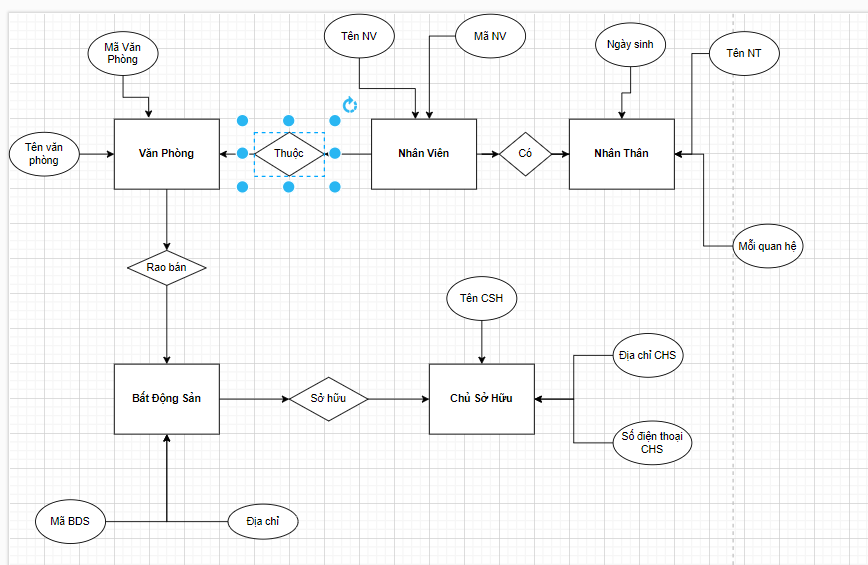 Mã Văn
Phòng
Tên NV
Mã NV
Ngày sinh
Tên NT
Tên văn
phòng
Văn Phòng
Thuộc
Nhân Viên
Có
Nhân Thân
Mỗi quan hệ
Rao bán
Tên CSH
Địa chỉ CHS
Bất Động Sản
Sở hữu
Chủ Sở Hữu
Số điện thoại
CHS
Mã BDS
Địa chỉ